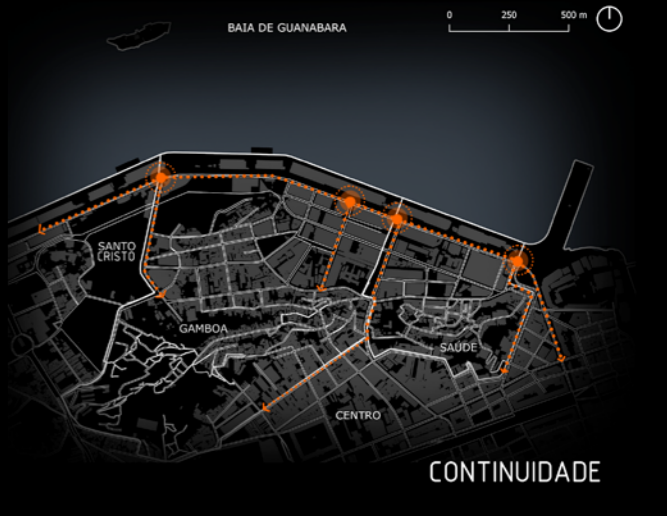 0 250 500 m
BAIA DE GUANABARA
SANTO
CRISTO
GAMBOA
SAÚDE
CENTRO
CONTINUIDADE